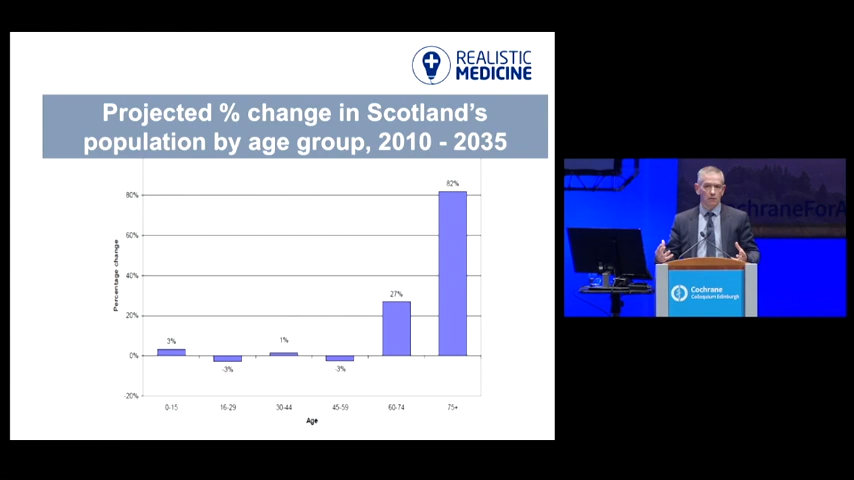 REALISTIC
MEDICINE
Projected % change in Scotland's
population by age group, 2010 - 2035
Percentage change
80%
60%
40%
20%
0%
-20%
3%
-3%
1%
-3%
27%
82%
0-15
16-29
30-44
45-59
60-74
75+
Age
chraneForA
Cochrane
Colloquium Edinburgh